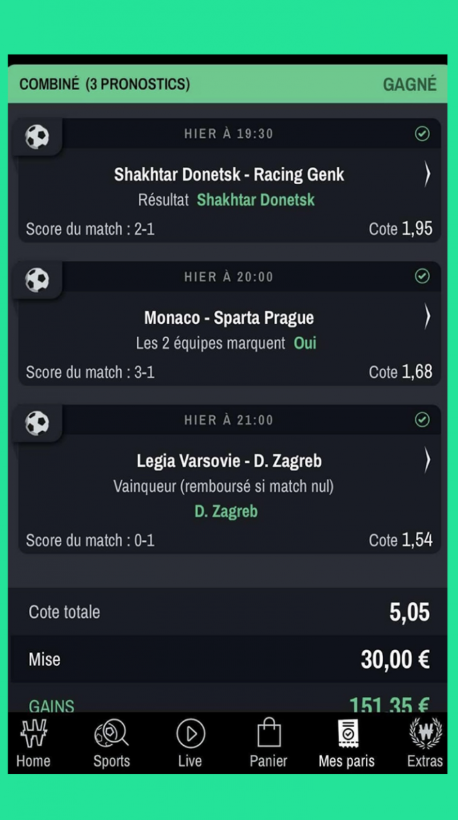 COMBINÉ (3 PRONOSTICS) GAGNÉ
HIER À 19:30
Shakhtar Donetsk - Racing Genk
Résultat Shakhtar Donetsk
Score du match : 2-1 Cote 1,95
HIER À 20:00
Monaco - Sparta Prague
Les 2 équipes marquent Oui
Score du match : 3-1 Cote 1,68
HIER À 21:00
Legia Varsovie - D. Zagreb
Vainqueur (remboursé si match nul)
D. Zagreb
Score du match : 0-1 Cote 1,54
Cote totale 5,05
Mise 30,00 €
GAINS 151,35 €
Home Sports Live Panier Mes paris Extras